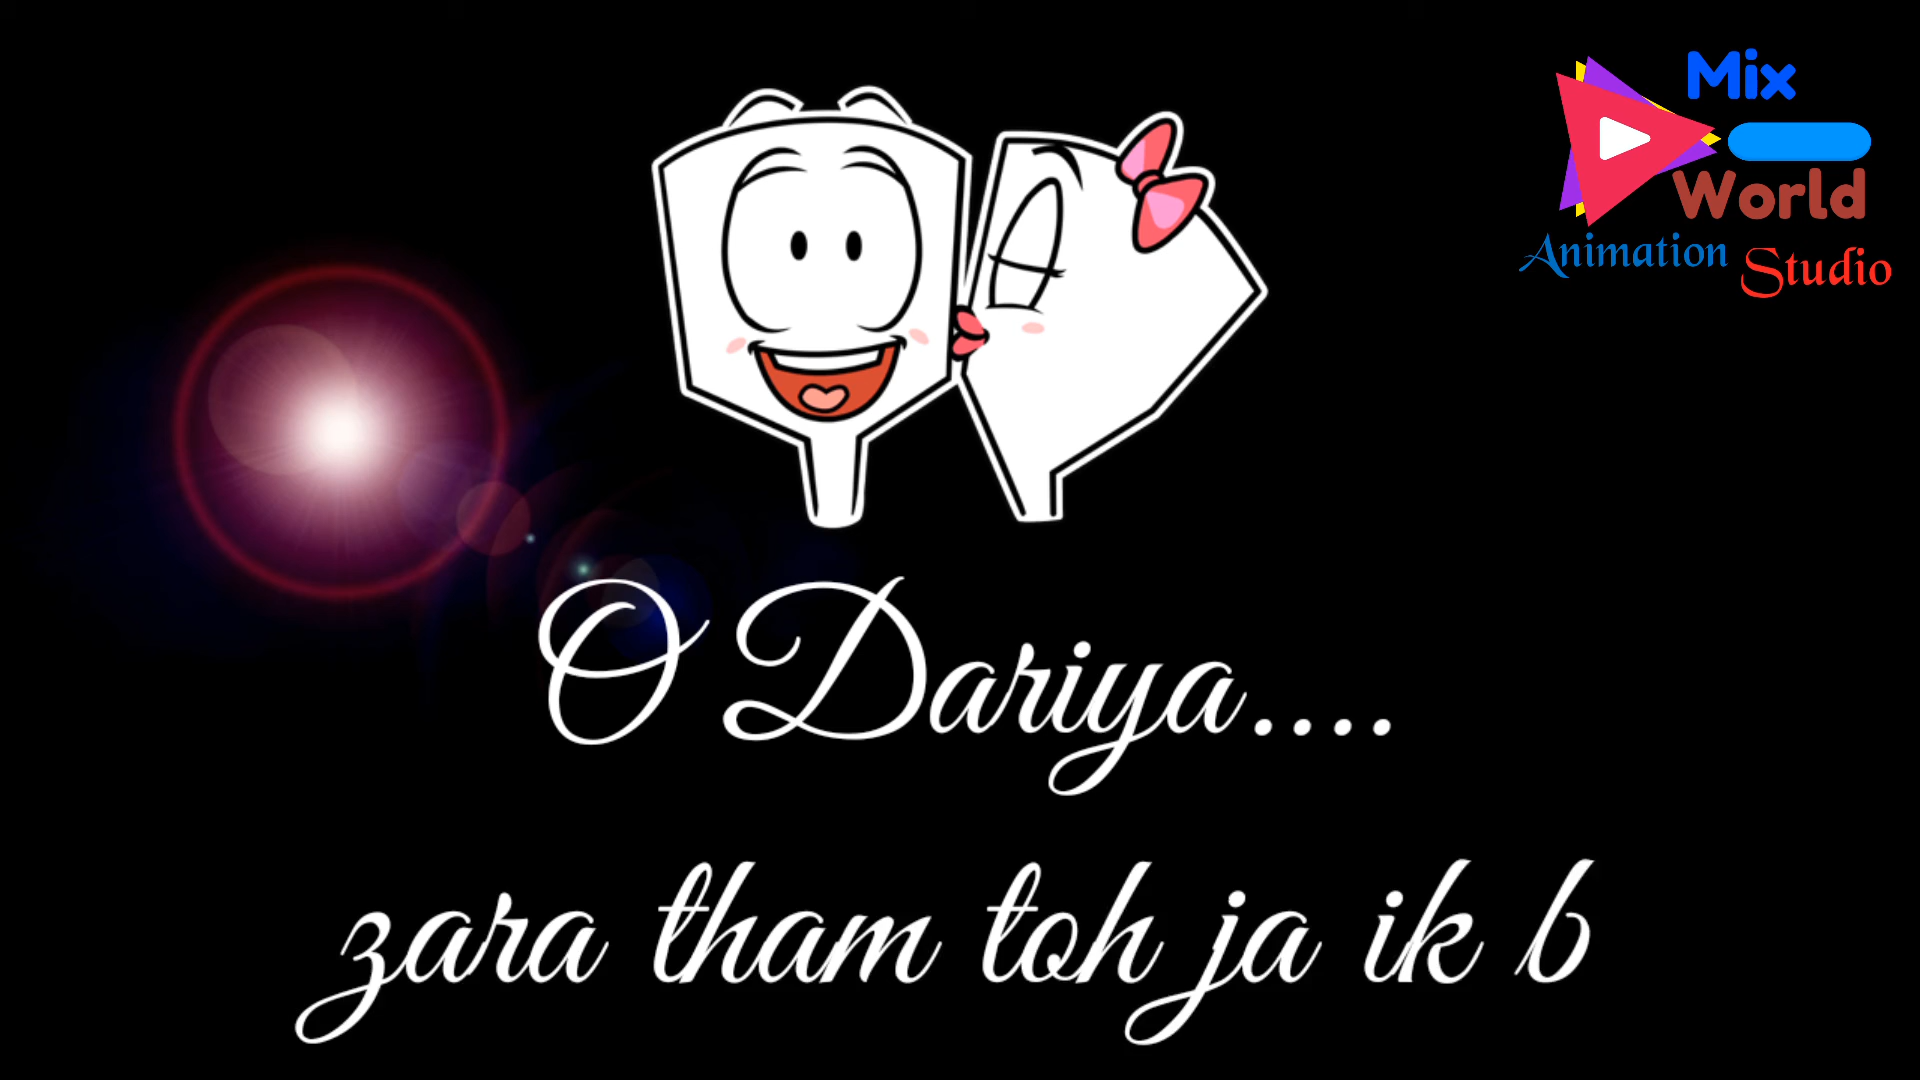 Mix
World
Animation Studio
O Dariya....
zara tham toh ja ik b